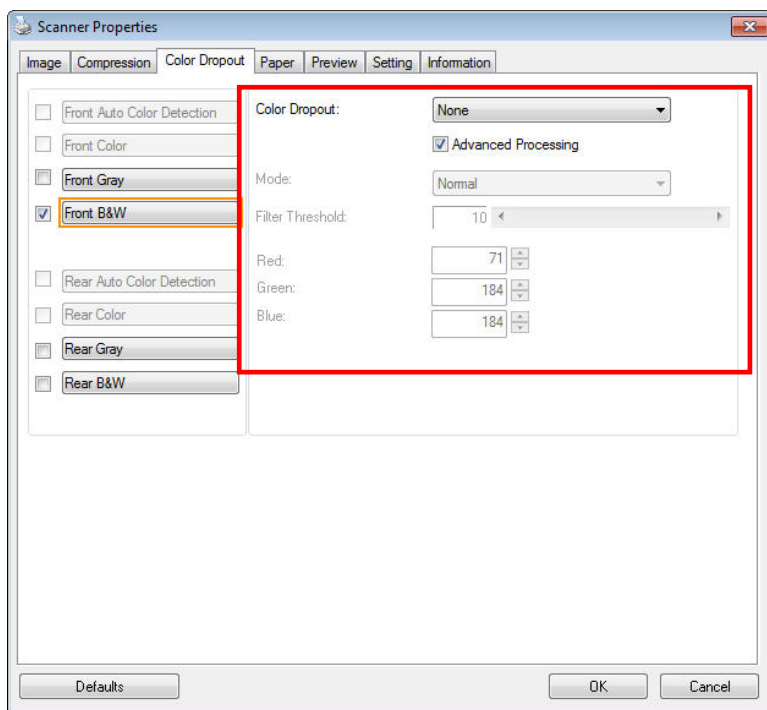 Scanner Properties
Image Compression Color Dropout Paper Preview Setting Information
Front Auto Color Detection
Front Color
Front Gray
Front B&W
Rear Auto Color Detection
Rear Color
Rear Gray
Rear B&W
Color Dropout: None
Advanced Processing
Mode: Normal
Filter Threshold: 10
Red: 71
Green: 184
Blue: 184
Defaults OK Cancel